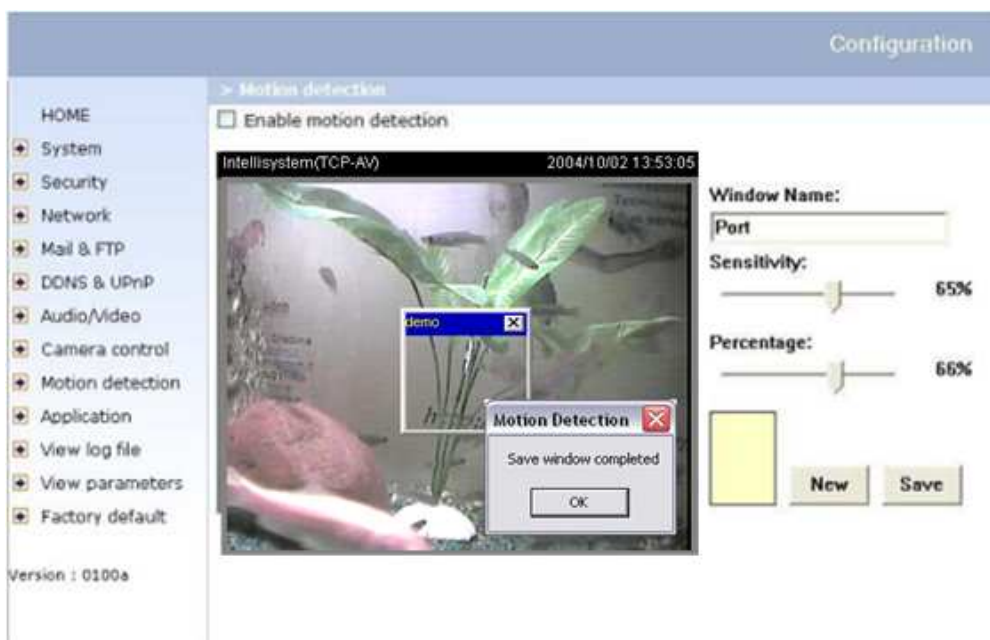 Configuration
> Motion detection
HOME
System
Security
Network
Mail & FTP
DDNS & UPnP
Audio/Video
Camera control
Motion detection
Application
View log file
View parameters
Factory default
Version : 0100a
Enable motion detection
Intellisystem(TCP-AV) 2004/10/02 13:53:05
demo
Motion Detection
Save window completed
OK
Window Name:
Port
Sensitivity:
65%
Percentage:
66%
New Save